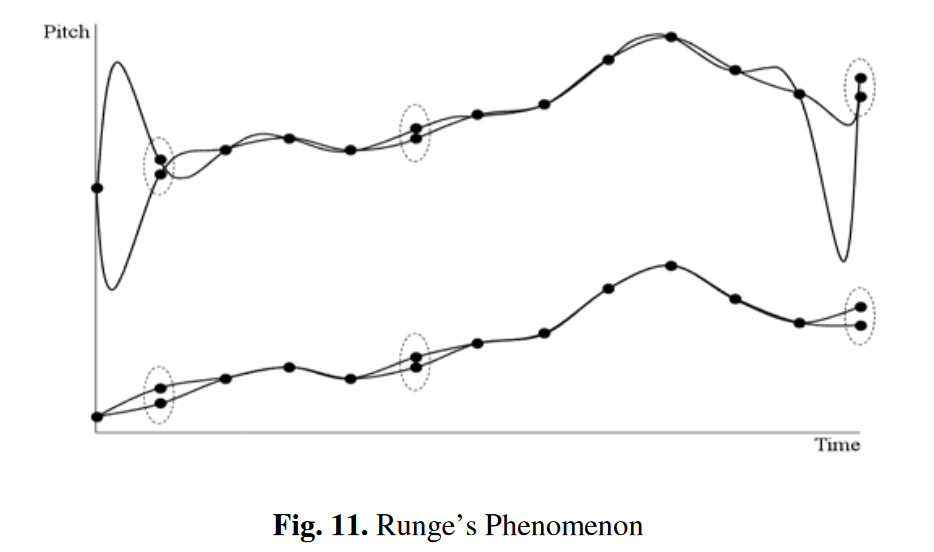 Pitch
Time
Fig. 11. Runge's Phenomenon